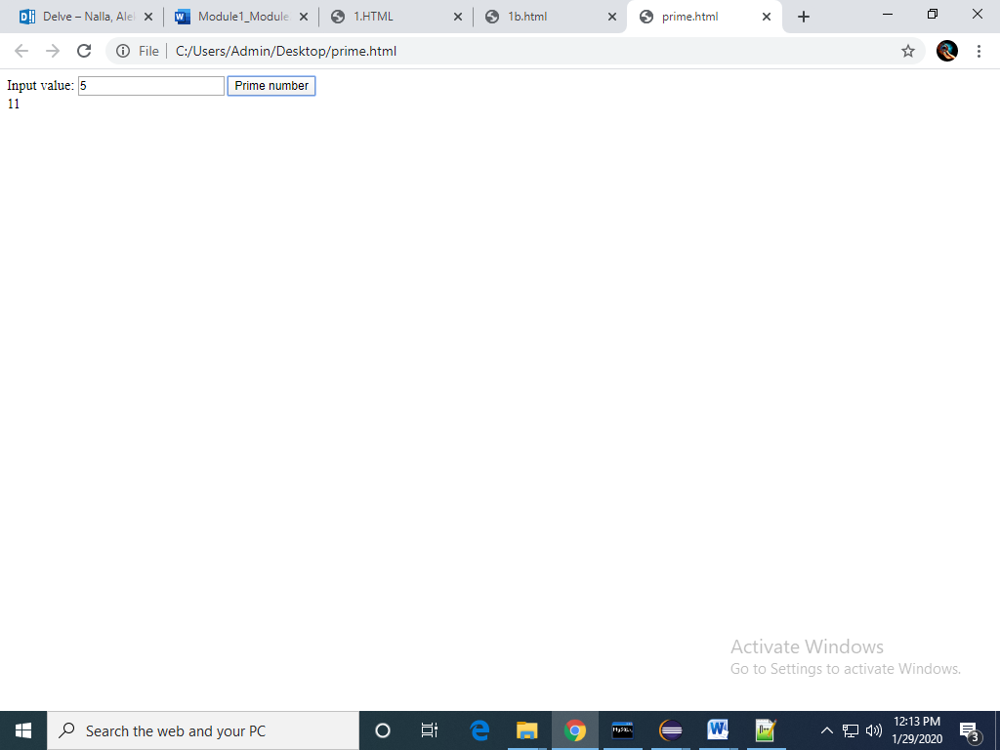 Delve – Nalla, Ale
Module1_Module
1.HTML
1b.html
prime.html
File
C:/Users/Admin/Desktop/prime.html
Input value: 5 Prime number
11
Activate Windows
Go to Settings to activate Windows.
Search the web and your PC
12:13 PM
1/29/2020
3